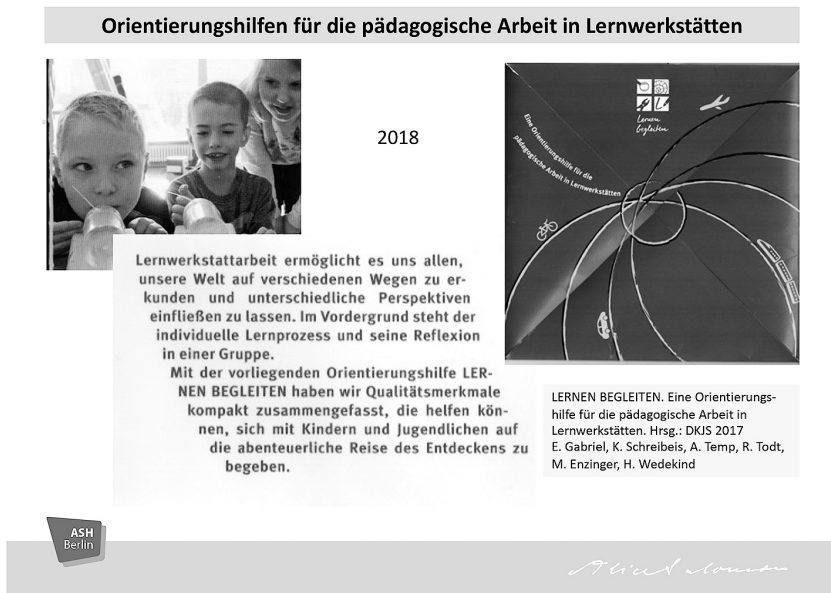 Orientierungshilfen für die pädagogische Arbeit in Lernwerkstätten
2018
Lernen
begleiten
Eine Orientierungshilfe für die
pädagogische Arbeit in Lernwerkstätten
Lernwerkstattarbeit ermöglicht es uns allen,
unsere Welt auf verschiedenen Wegen zu er-
kunden und unterschiedliche Perspektiven
einfließen zu lassen. Im Vordergrund steht der
individuelle Lernprozess und seine Reflexion
in einer Gruppe.
Mit der vorliegenden Orientierungshilfe LER-
NEN BEGLEITEN haben wir Qualitätsmerkmale
kompakt zusammengefasst, die helfen kön-
nen, sich mit Kindern und Jugendlichen auf
die abenteuerliche Reise des Entdeckens zu
begeben.
LERNEN BEGLEITEN. Eine Orientierungs-
hilfe für die pädagogische Arbeit in
Lernwerkstätten. Hrsg.: DKJS 2017
E. Gabriel, K. Schreibeis, A. Temp, R. Todt,
M. Enzinger, H. Wedekind
ASH
Berlin
Alice Salomon